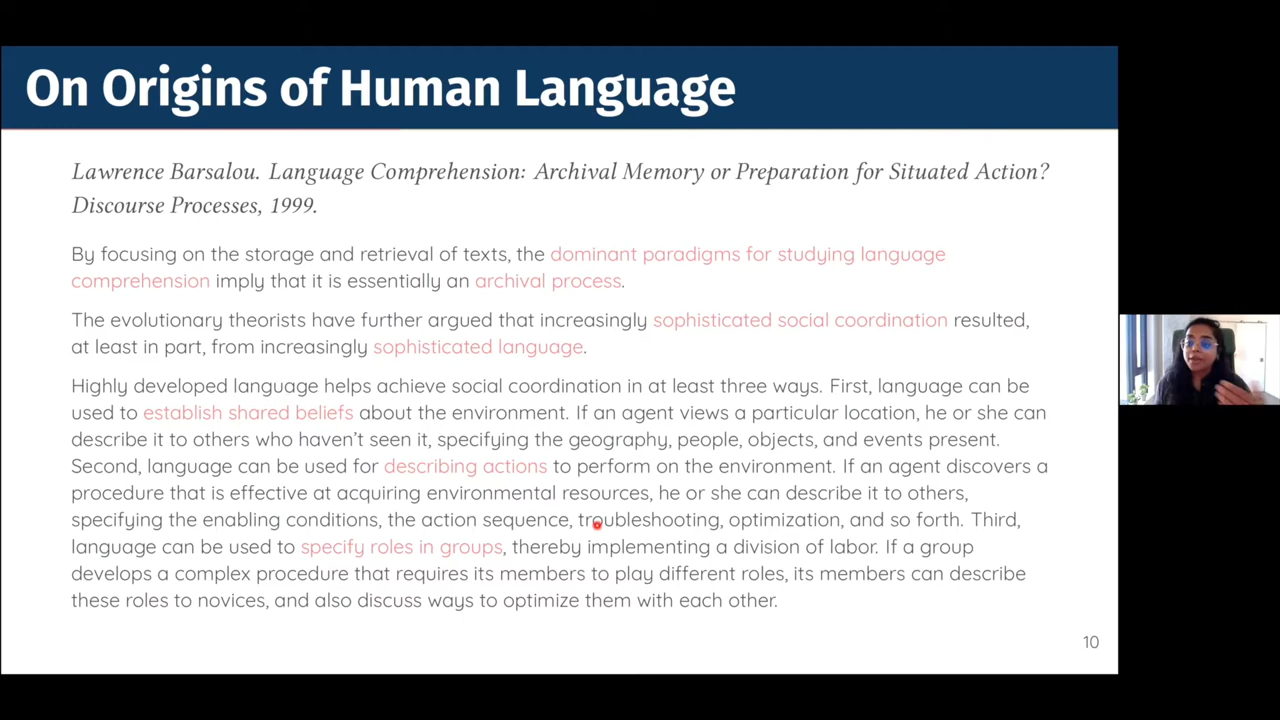 On Origins of Human Language
Lawrence Barsalou. Language Comprehension: Archival Memory or Preparation for Situated Action?
Discourse Processes, 1999.
By focusing on the storage and retrieval of texts, the dominant paradigms for studying language
comprehension imply that it is essentially an archival process.
The evolutionary theorists have further argued that increasingly sophisticated social coordination resulted,
at least in part, from increasingly sophisticated language.
Highly developed language helps achieve social coordination in at least three ways. First, language can be
used to establish shared beliefs about the environment. If an agent views a particular location, he or she can
describe it to others who haven't seen it, specifying the geography, people, objects, and events present.
Second, language can be used for describing actions to perform on the environment. If an agent discovers a
procedure that is effective at acquiring environmental resources, he or she can describe it to others,
specifying the enabling conditions, the action sequence, troubleshooting, optimization, and so forth. Third,
language can be used to specify roles in groups, thereby implementing a division of labor. If a group
develops a complex procedure that requires its members to play different roles, its members can describe
these roles to novices, and also discuss ways to optimize them with each other.
10